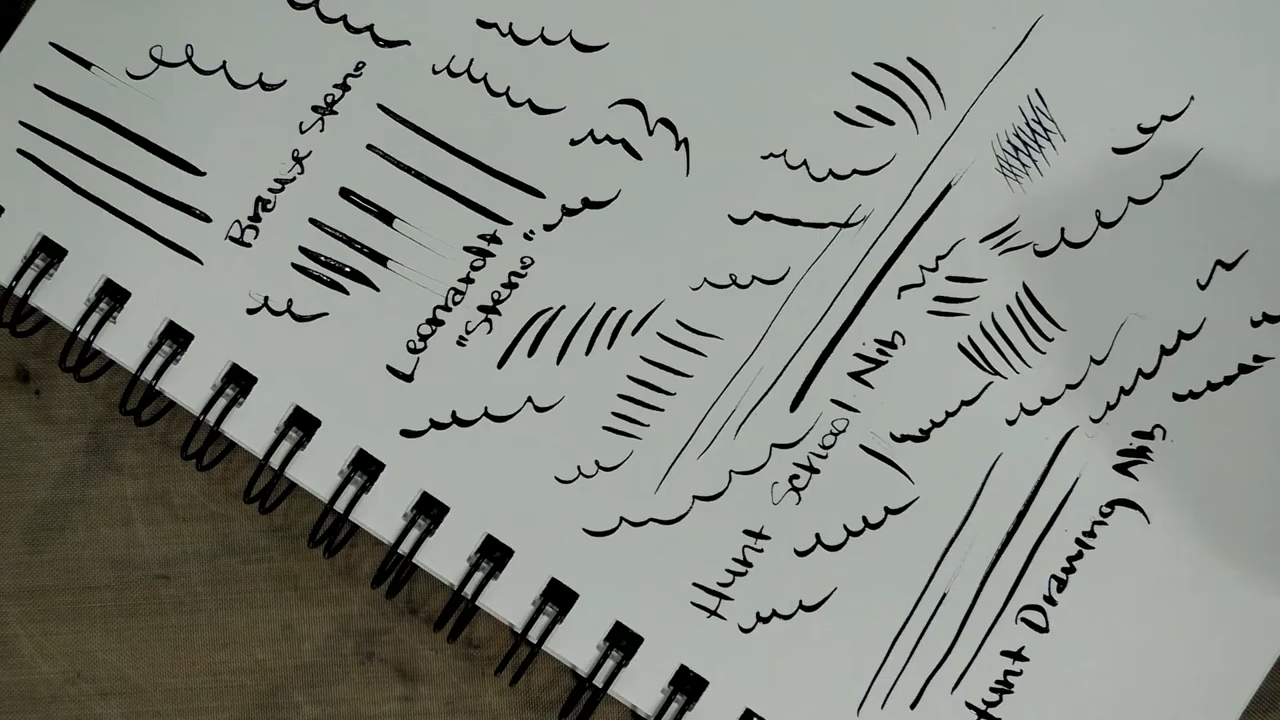 Brause Steno
Leonardt
"Steno"
Hunt School Nib
Hunt Drawing Nib